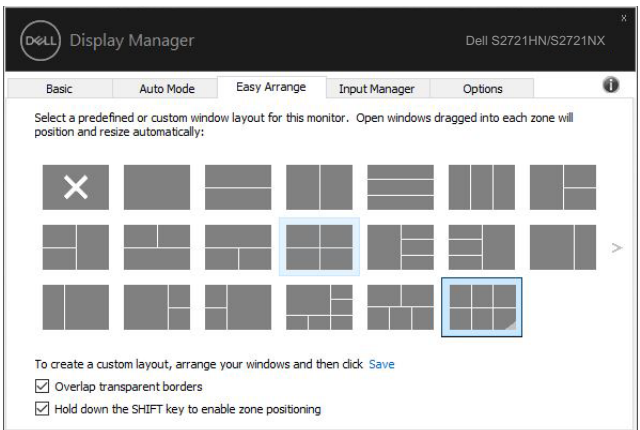 x
DELL Display Manager Dell S2721HN/S2721NX
Basic Auto Mode Easy Arrange Input Manager Options
Select a predefined or custom window layout for this monitor. Open windows dragged into each zone will
position and resize automatically:
>
To create a custom layout, arrange your windows and then click Save
Overlap transparent borders
Hold down the SHIFT key to enable zone positioning